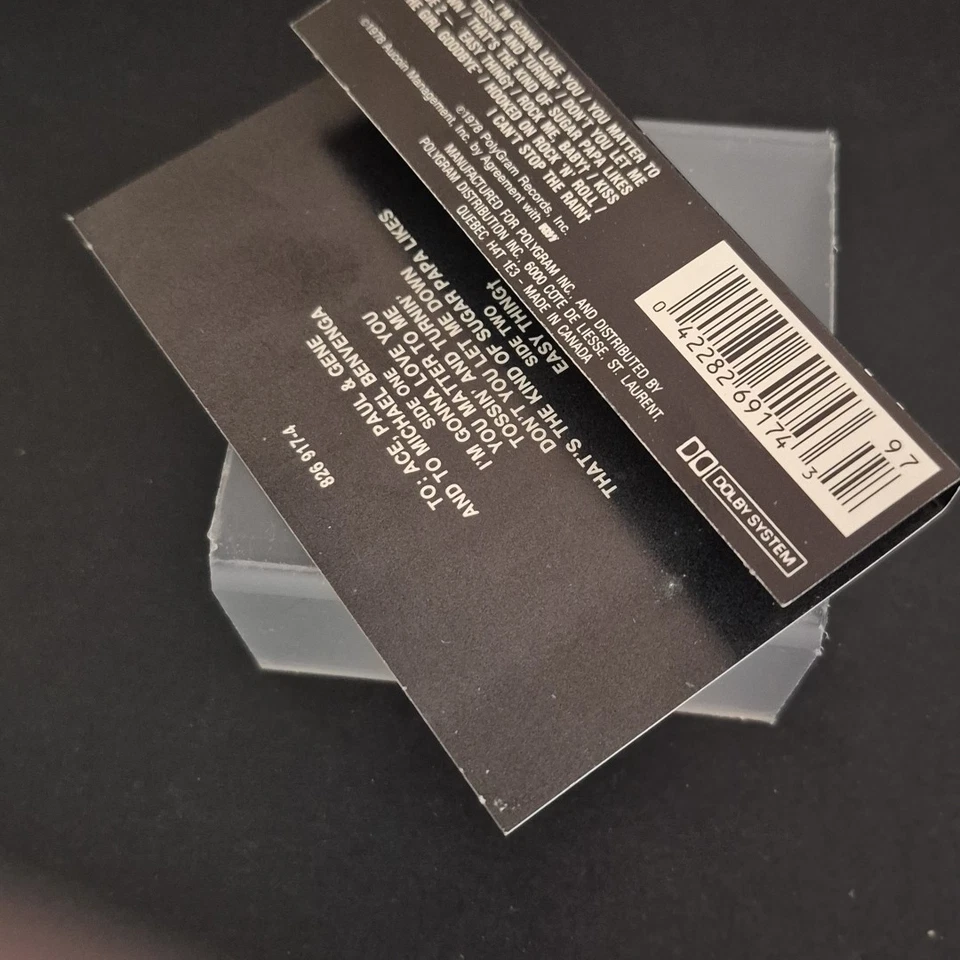 I'M GONNA LOVE YOU / YOU MATTER TO
TOSSIN' AND TURNIN' / DON'T YOU LET ME
THAT'S THE KIND OF SUGAR PAPA LIKES
EASY THING† / ROCK ME, BABY† / KISS
GIRL GOODBYE* / HOOKED ON ROCK 'N' ROLL /
I CAN'T STOP THE RAIN†
©1978 Aucoin Management, Inc. by Agreement with KISS
℗1978 PolyGram Records, Inc.
MANUFACTURED FOR POLYGRAM INC., AND DISTRIBUTED BY
POLYGRAM DISTRIBUTION INC. 6000 COTE DE LIESSE ST. LAURENT,
QUEBEC H4T 1E3 - MADE IN CANADA
0 42282 69174 3
97
DOLBY SYSTEM
826 917-4
TO: ACE, PAUL & GENE
AND TO MICHAEL BENVENGA
SIDE ONE
I'M GONNA LOVE YOU
YOU MATTER TO ME
TOSSIN' AND TURNIN'
DON'T YOU LET ME DOWN
THAT'S THE KIND OF SUGAR PAPA LIKES
SIDE TWO
EASY THING†